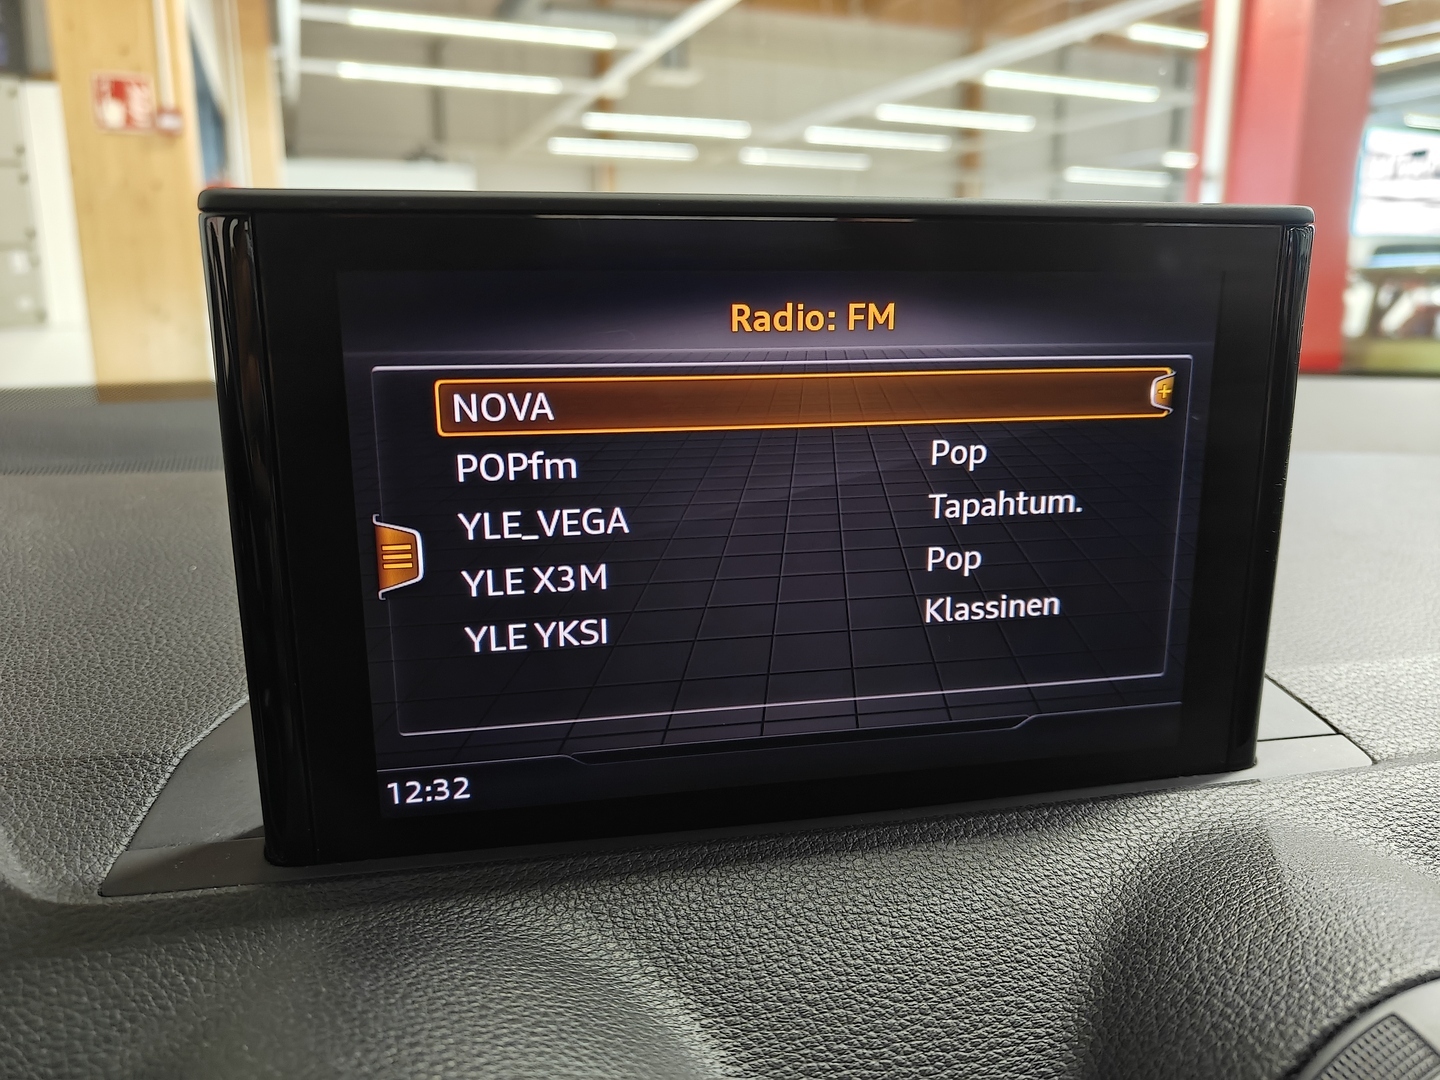 Radio: FM
NOVA
POPfm Pop
YLE_VEGA Tapahtum.
YLE X3M Pop
YLE YKSI Klassinen
12:32